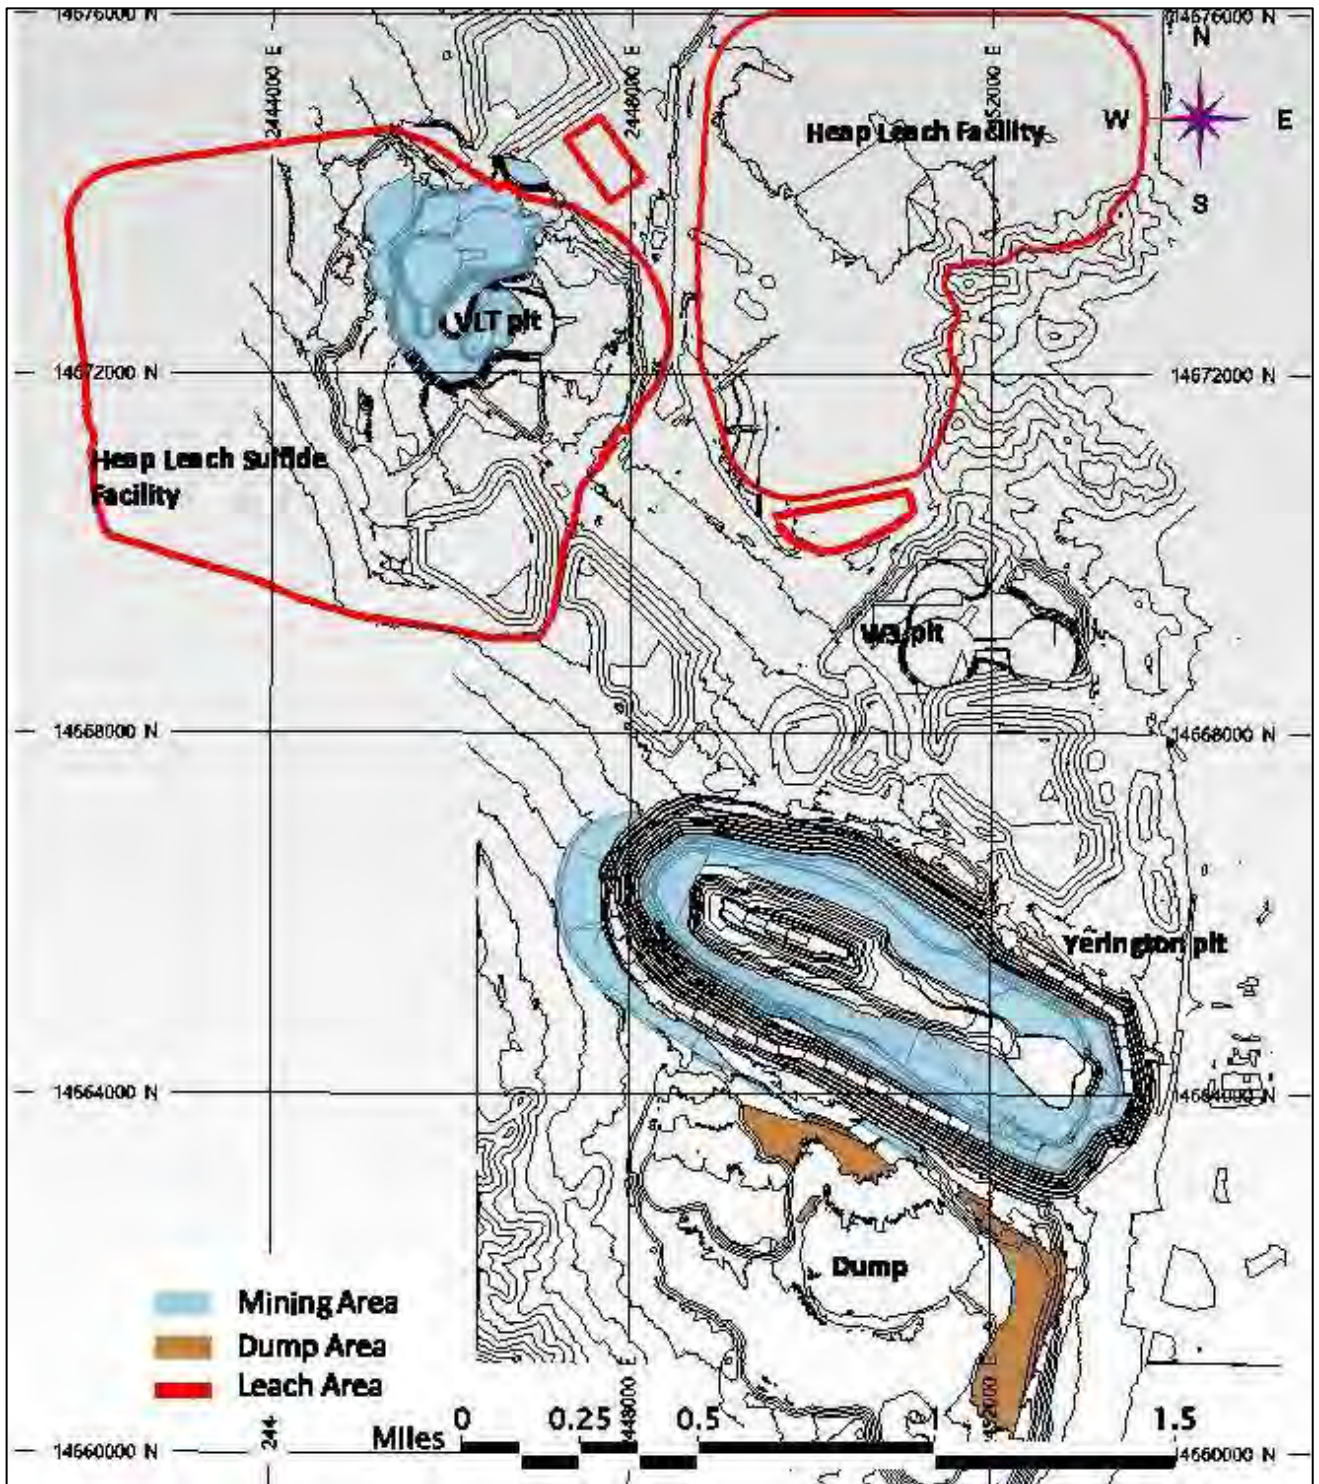 14676000 N
14676000 N
2444000 E
2448000 E
N
W
E
S
Heap Leach Facility
VLT pit
14672000 N
14672000 N
Heap Leach Sulfide
Facility
W3 pit
14668000 N
14668000 N
Yerington pit
14664000 N
14664000 N
Dump
Mining Area
Dump Area
Leach Area
Miles
0
0.25
0.5
1
1.5
14660000 N
14660000 N